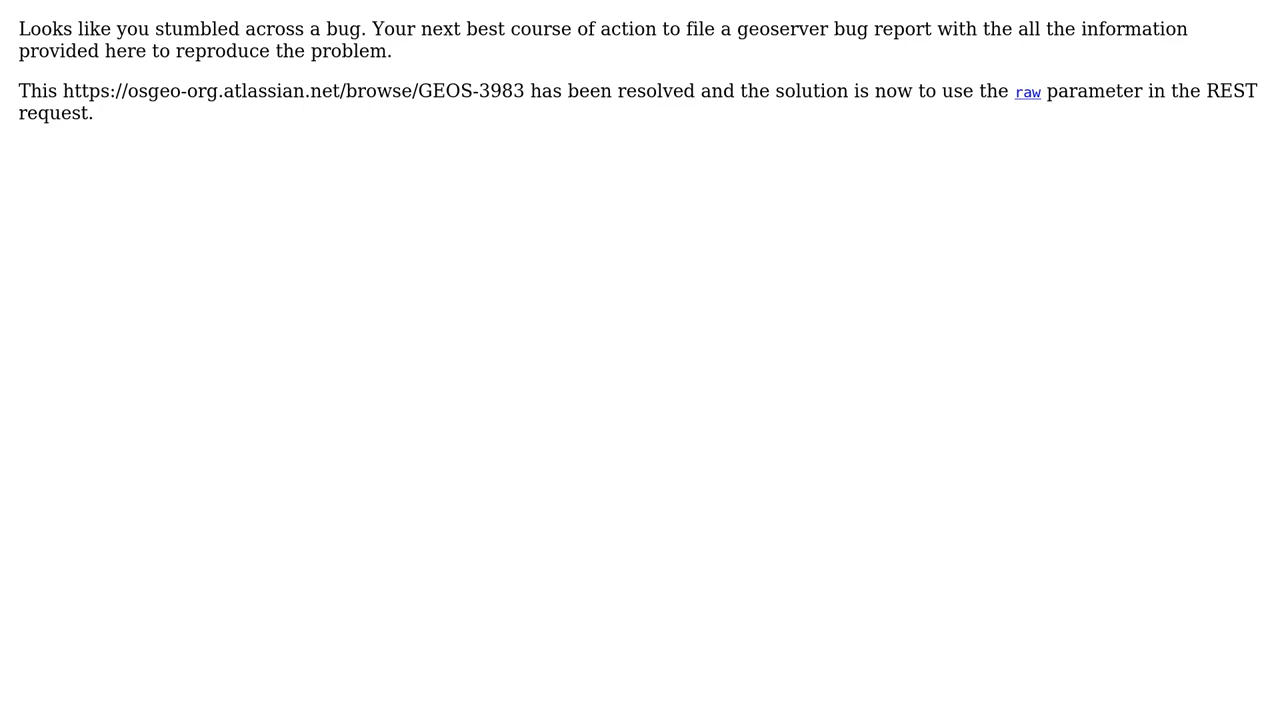 Looks like you stumbled across a bug. Your next best course of action to file a geoserver bug report with the all the information
provided here to reproduce the problem.
This https://osgeo-org.atlassian.net/browse/GEOS-3983 has been resolved and the solution is now to use the raw parameter in the REST
request.